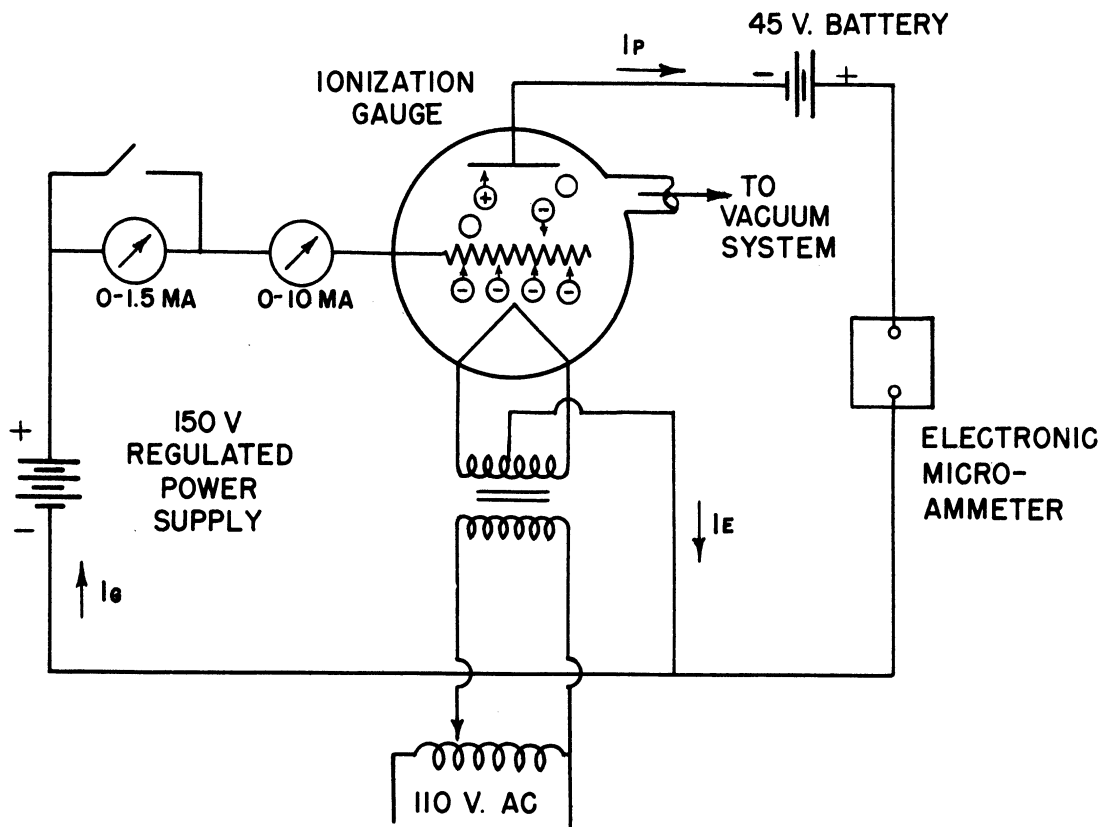 45 V. BATTERY
IP
- +
IONIZATION
GAUGE
+
-
TO
VACUUM
SYSTEM
0-1.5 MA
0-10 MA
- - - -
+
150 V
REGULATED
POWER
SUPPLY
-
ELECTRONIC
MICRO-
AMMETER
IE
IG
110 V. AC